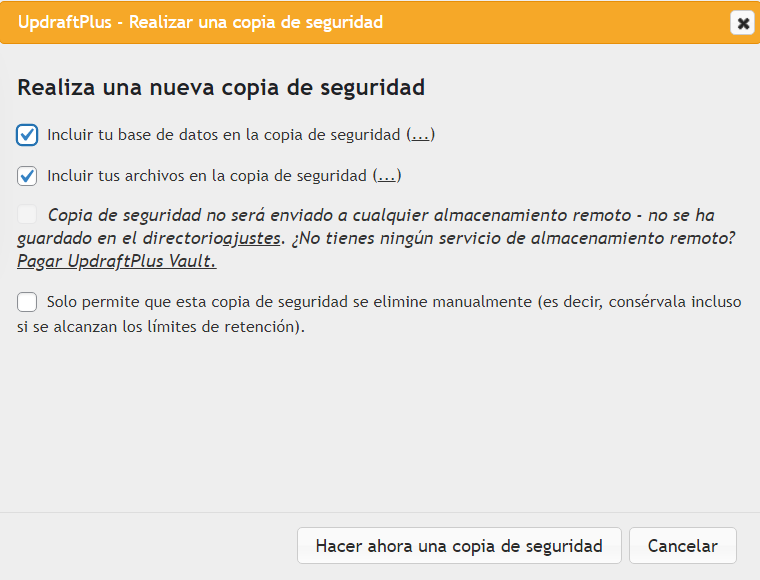 UpdraftPlus - Realizar una copia de seguridad
Realiza una nueva copia de seguridad
Incluir tu base de datos en la copia de seguridad (...)
Incluir tus archivos en la copia de seguridad (...)
Copia de seguridad no será enviado a cualquier almacenamiento remoto - no se ha
guardado en el directorioajustes. ¿No tienes ningún servicio de almacenamiento remoto?
Pagar UpdraftPlus Vault.
Solo permite que esta copia de seguridad se elimine manualmente (es decir, consérvala incluso
si se alcanzan los límites de retención).
Hacer ahora una copia de seguridad
Cancelar